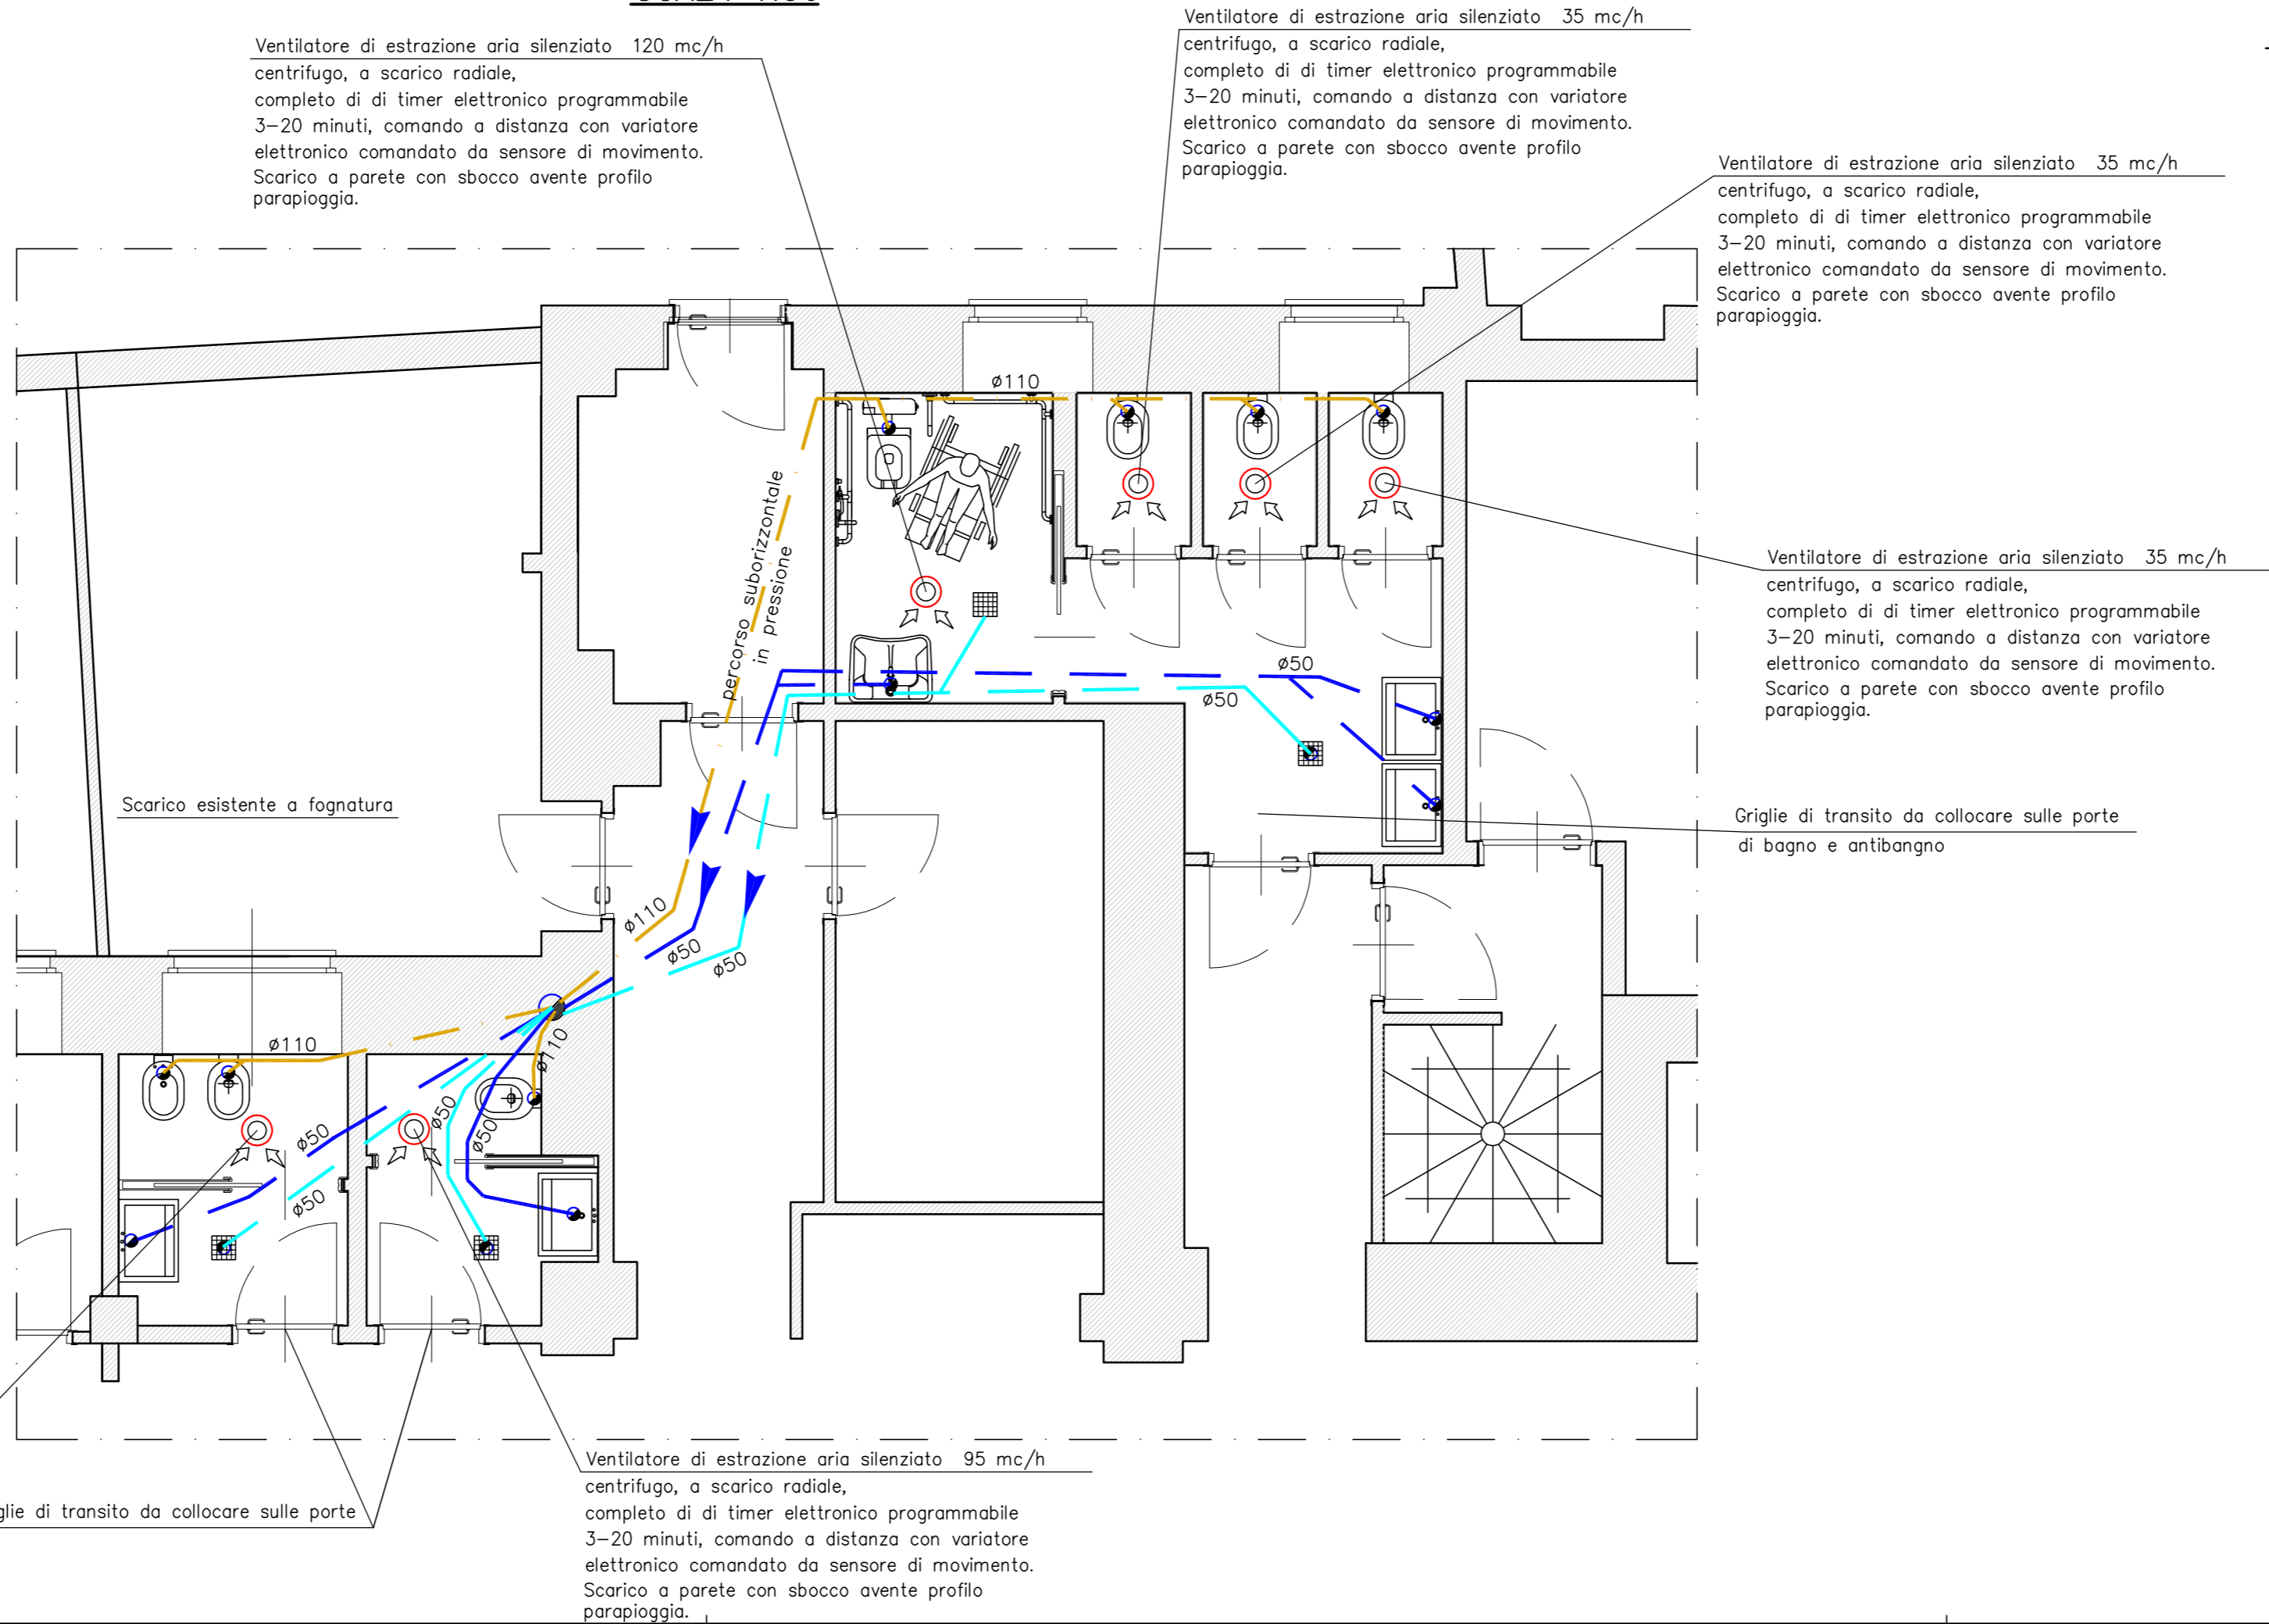 Ventilatore di estrazione aria silenziato 120 mc/h
centrifugo, a scarico radiale,
completo di di timer elettronico programmabile
3-20 minuti, comando a distanza con variatore
elettronico comandato da sensore di movimento.
Scarico a parete con sbocco avente profilo
parapioggia.
Ventilatore di estrazione aria silenziato 35 mc/h
centrifugo, a scarico radiale,
completo di di timer elettronico programmabile
3-20 minuti, comando a distanza con variatore
elettronico comandato da sensore di movimento.
Scarico a parete con sbocco avente profilo
parapioggia.
Ventilatore di estrazione aria silenziato 35 mc/h
centrifugo, a scarico radiale,
completo di di timer elettronico programmabile
3-20 minuti, comando a distanza con variatore
elettronico comandato da sensore di movimento.
Scarico a parete con sbocco avente profilo
parapioggia.
ø110
percorso suborizzontale
in pressione
Ventilatore di estrazione aria silenziato 35 mc/h
centrifugo, a scarico radiale,
completo di di timer elettronico programmabile
3-20 minuti, comando a distanza con variatore
elettronico comandato da sensore di movimento.
Scarico a parete con sbocco avente profilo
parapioggia.
ø50
ø50
Scarico esistente a fognatura
Griglie di transito da collocare sulle porte
di bagno e antibangno
ø110
ø50
ø50
ø110
ø110
ø50
ø50
ø50
ø50
Ventilatore di estrazione aria silenziato 95 mc/h
centrifugo, a scarico radiale,
completo di di timer elettronico programmabile
3-20 minuti, comando a distanza con variatore
elettronico comandato da sensore di movimento.
Scarico a parete con sbocco avente profilo
parapioggia.
glie di transito da collocare sulle porte